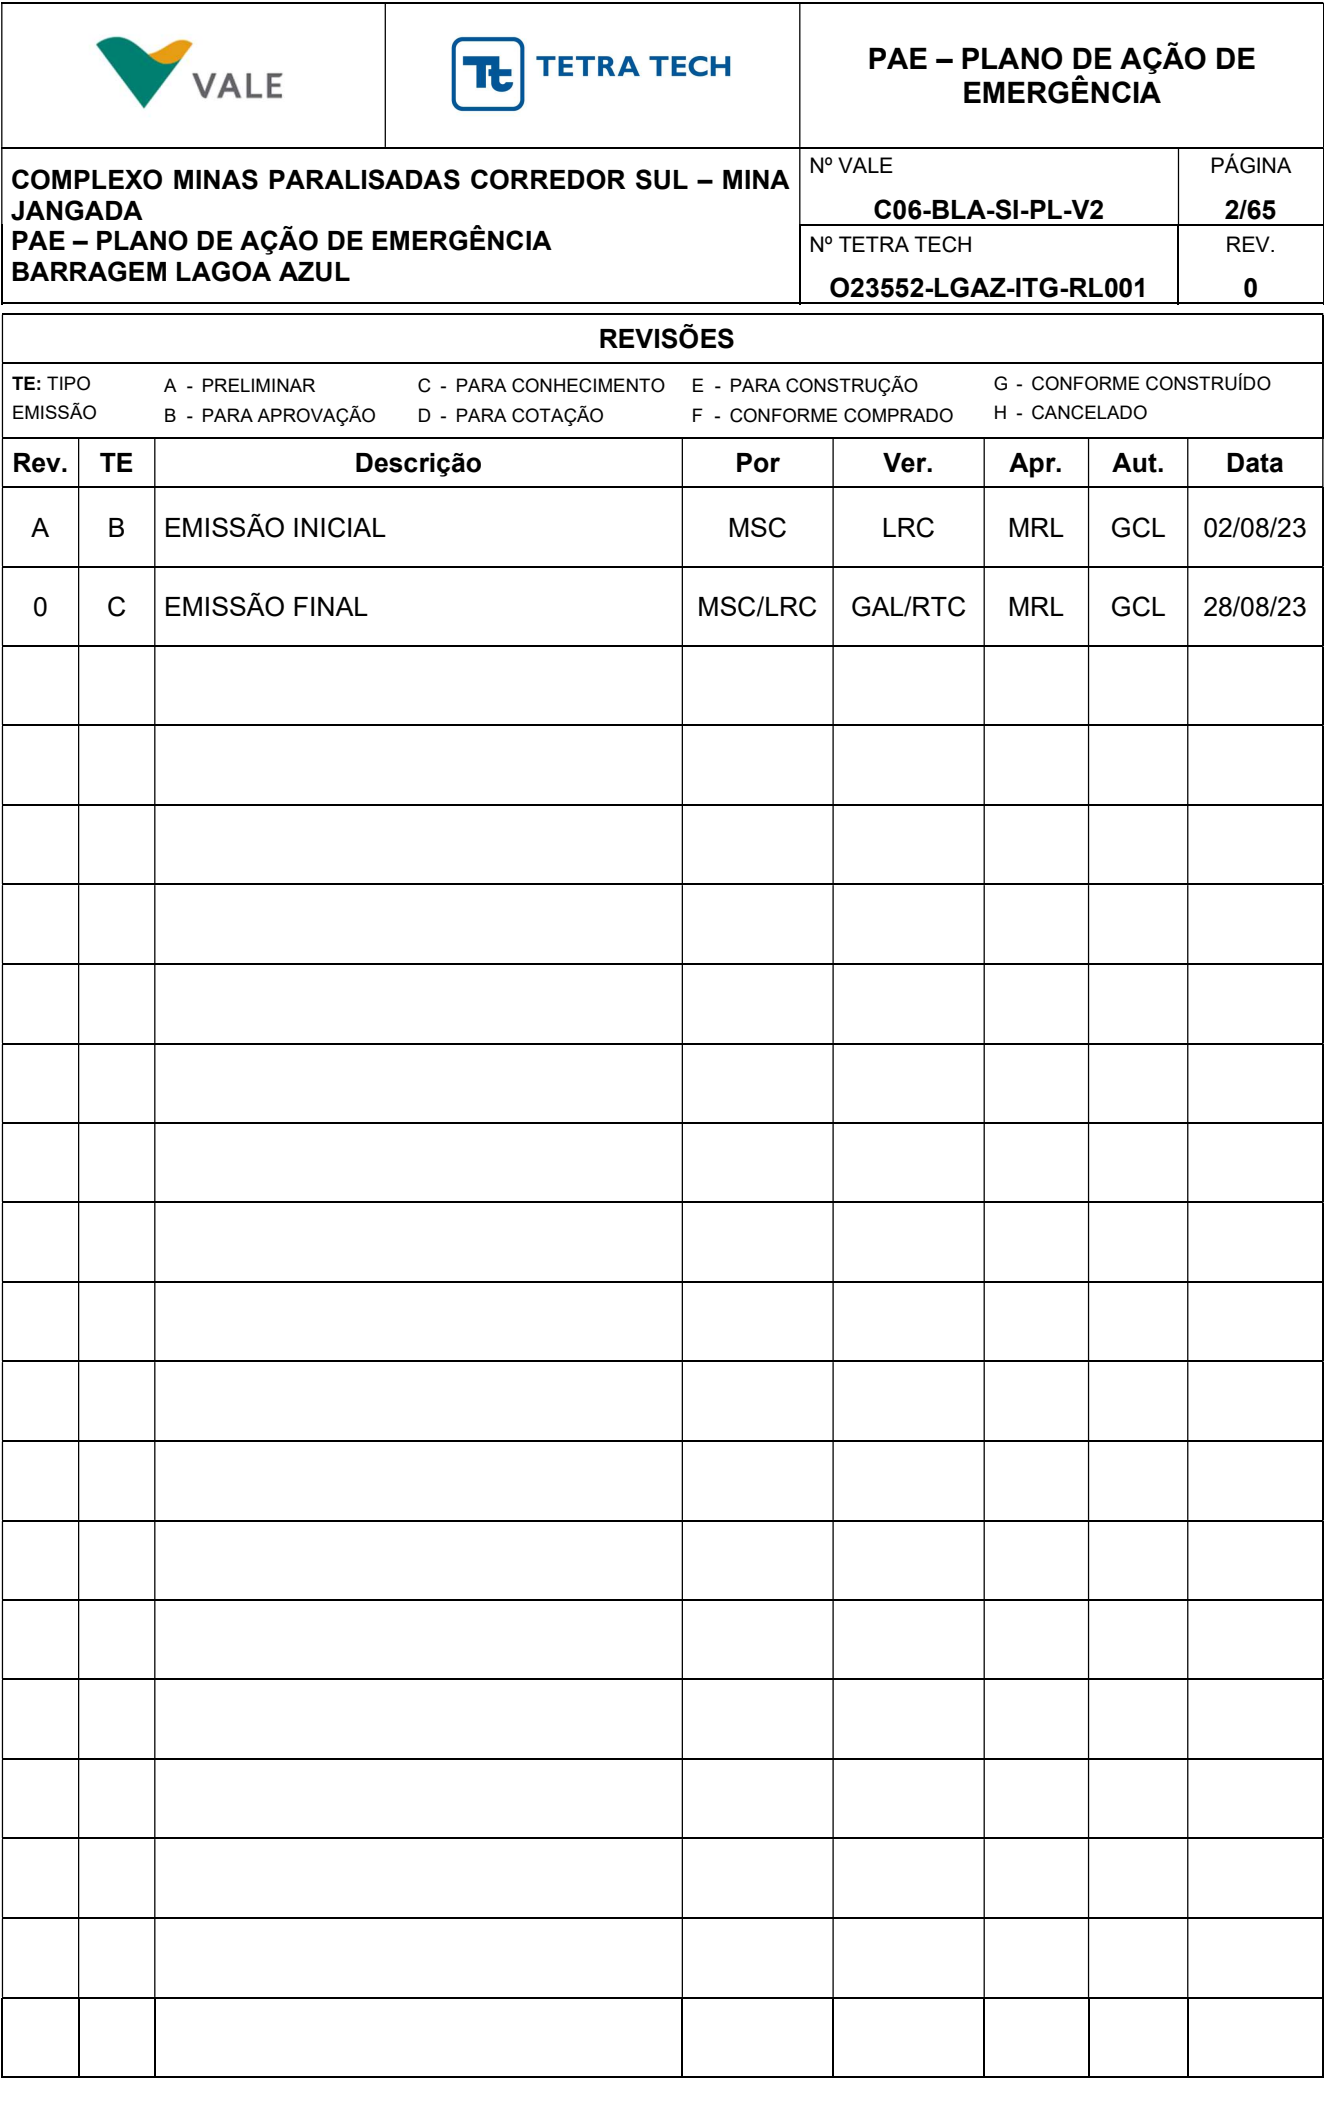 VALE
TETRA TECH
PAE – PLANO DE AÇÃO DE
EMERGÊNCIA
COMPLEXO MINAS PARALISADAS CORREDOR SUL – MINA
JANGADA
PAE – PLANO DE AÇÃO DE EMERGÊNCIA
BARRAGEM LAGOA AZUL
Nº VALE
C06-BLA-SI-PL-V2
PÁGINA
2/65
Nº TETRA TECH
O23552-LGAZ-ITG-RL001
REV.
0
REVISÕES
TE: TIPO
EMISSÃO
A - PRELIMINAR
B - PARA APROVAÇÃO
C - PARA CONHECIMENTO
D - PARA COTAÇÃO
E - PARA CONSTRUÇÃO
F - CONFORME COMPRADO
G - CONFORME CONSTRUÍDO
H - CANCELADO
Rev. TE Descrição Por Ver. Apr. Aut. Data
A B EMISSÃO INICIAL MSC LRC MRL GCL 02/08/23
0 C EMISSÃO FINAL MSC/LRC GAL/RTC MRL GCL 28/08/23